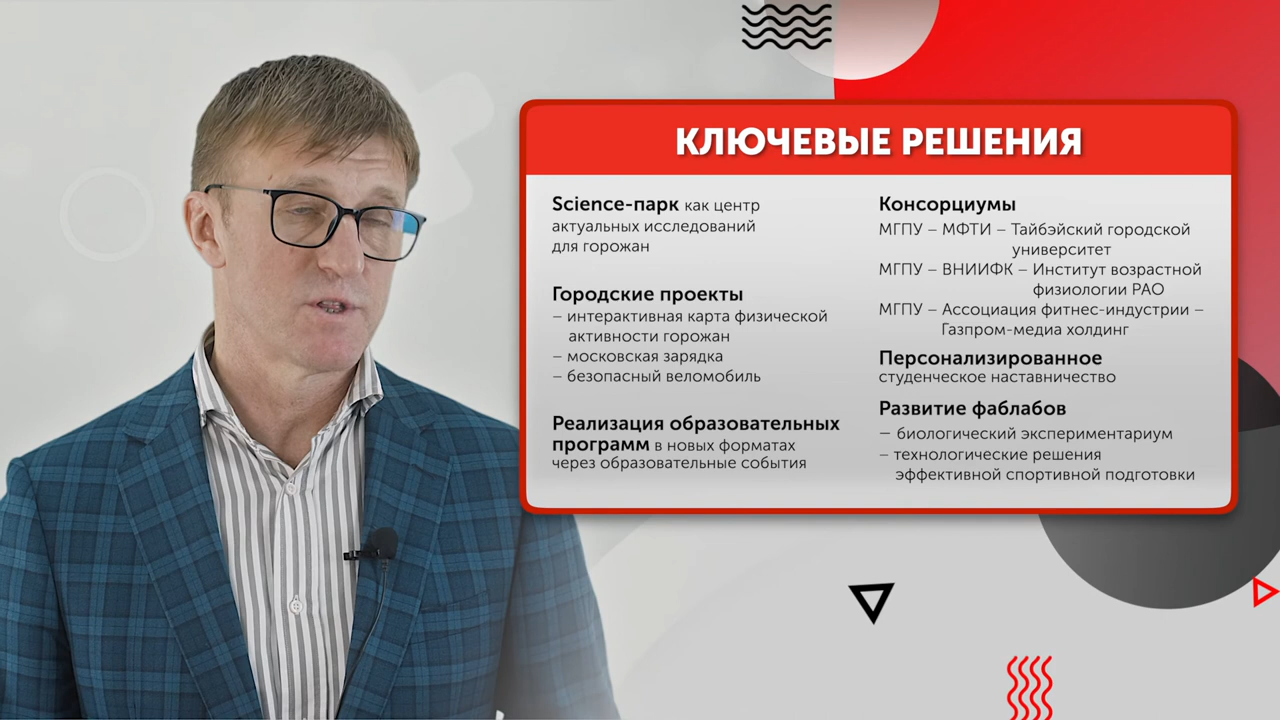 КЛЮЧЕВЫЕ РЕШЕНИЯ
Science-парк как центр
актуальных исследований
для горожан
Городские проекты
– интерактивная карта физической
активности горожан
– московская зарядка
– безопасный веломобиль
Реализация образовательных
программ в новых форматах
через образовательные события
Консорциумы
МГПУ – МФТИ – Тайбэйский городской
университет
МГПУ – ВНИИФК – Институт возрастной
физиологии РАО
МГПУ – Ассоциация фитнес-индустрии –
Газпром-медиа холдинг
Персонализированное
студенческое наставничество
Развитие фаблабов
– биологический экспериментариум
– технологические решения
эффективной спортивной подготовки